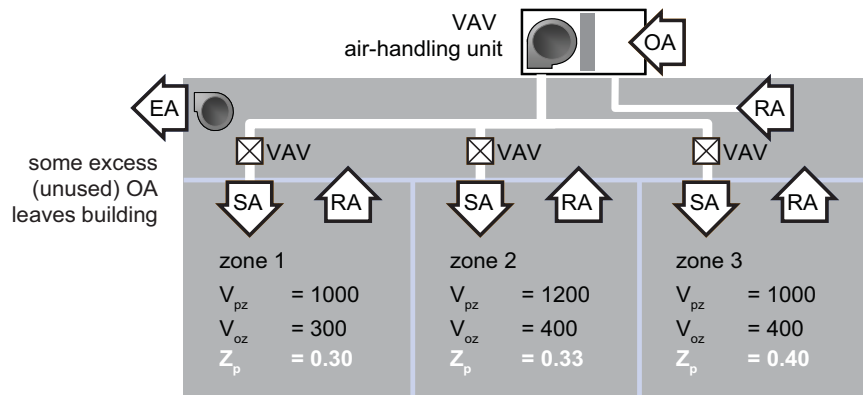 VAV
air-handling unit
OA
EA
RA
some excess
(unused) OA
leaves building
VAV VAV VAV
SA RA SA RA SA RA
zone 1 zone 2 zone 3
Vpz = 1000 Vpz = 1200 Vpz = 1000
Voz = 300 Voz = 400 Voz = 400
Zp = 0.30 Zp = 0.33 Zp = 0.40